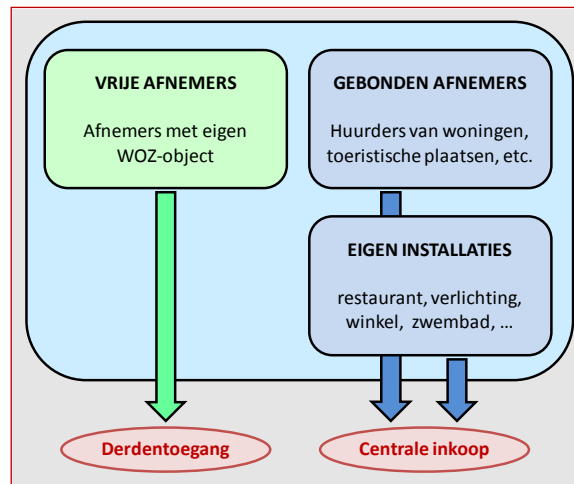 VRIJE AFNEMERS
Afnemers met eigen
WOZ-object
GEBONDEN AFNEMERS
Huurders van woningen,
toeristische plaatsen, etc.
EIGEN INSTALLATIES
restaurant, verlichting,
winkel, zwembad, ...
Derdentoegang
Centrale inkoop